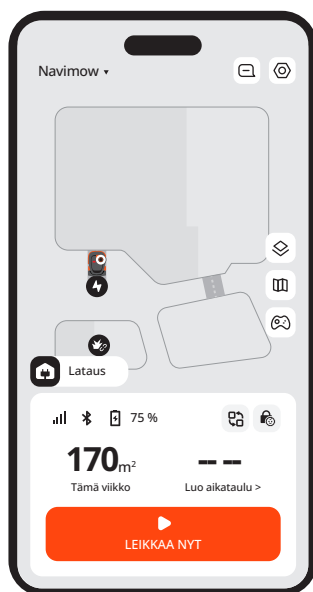 Navimow
Lataus
75 %
170m²
-- --
Tämä viikko
Luo aikataulu >
LEIKKAA NYT